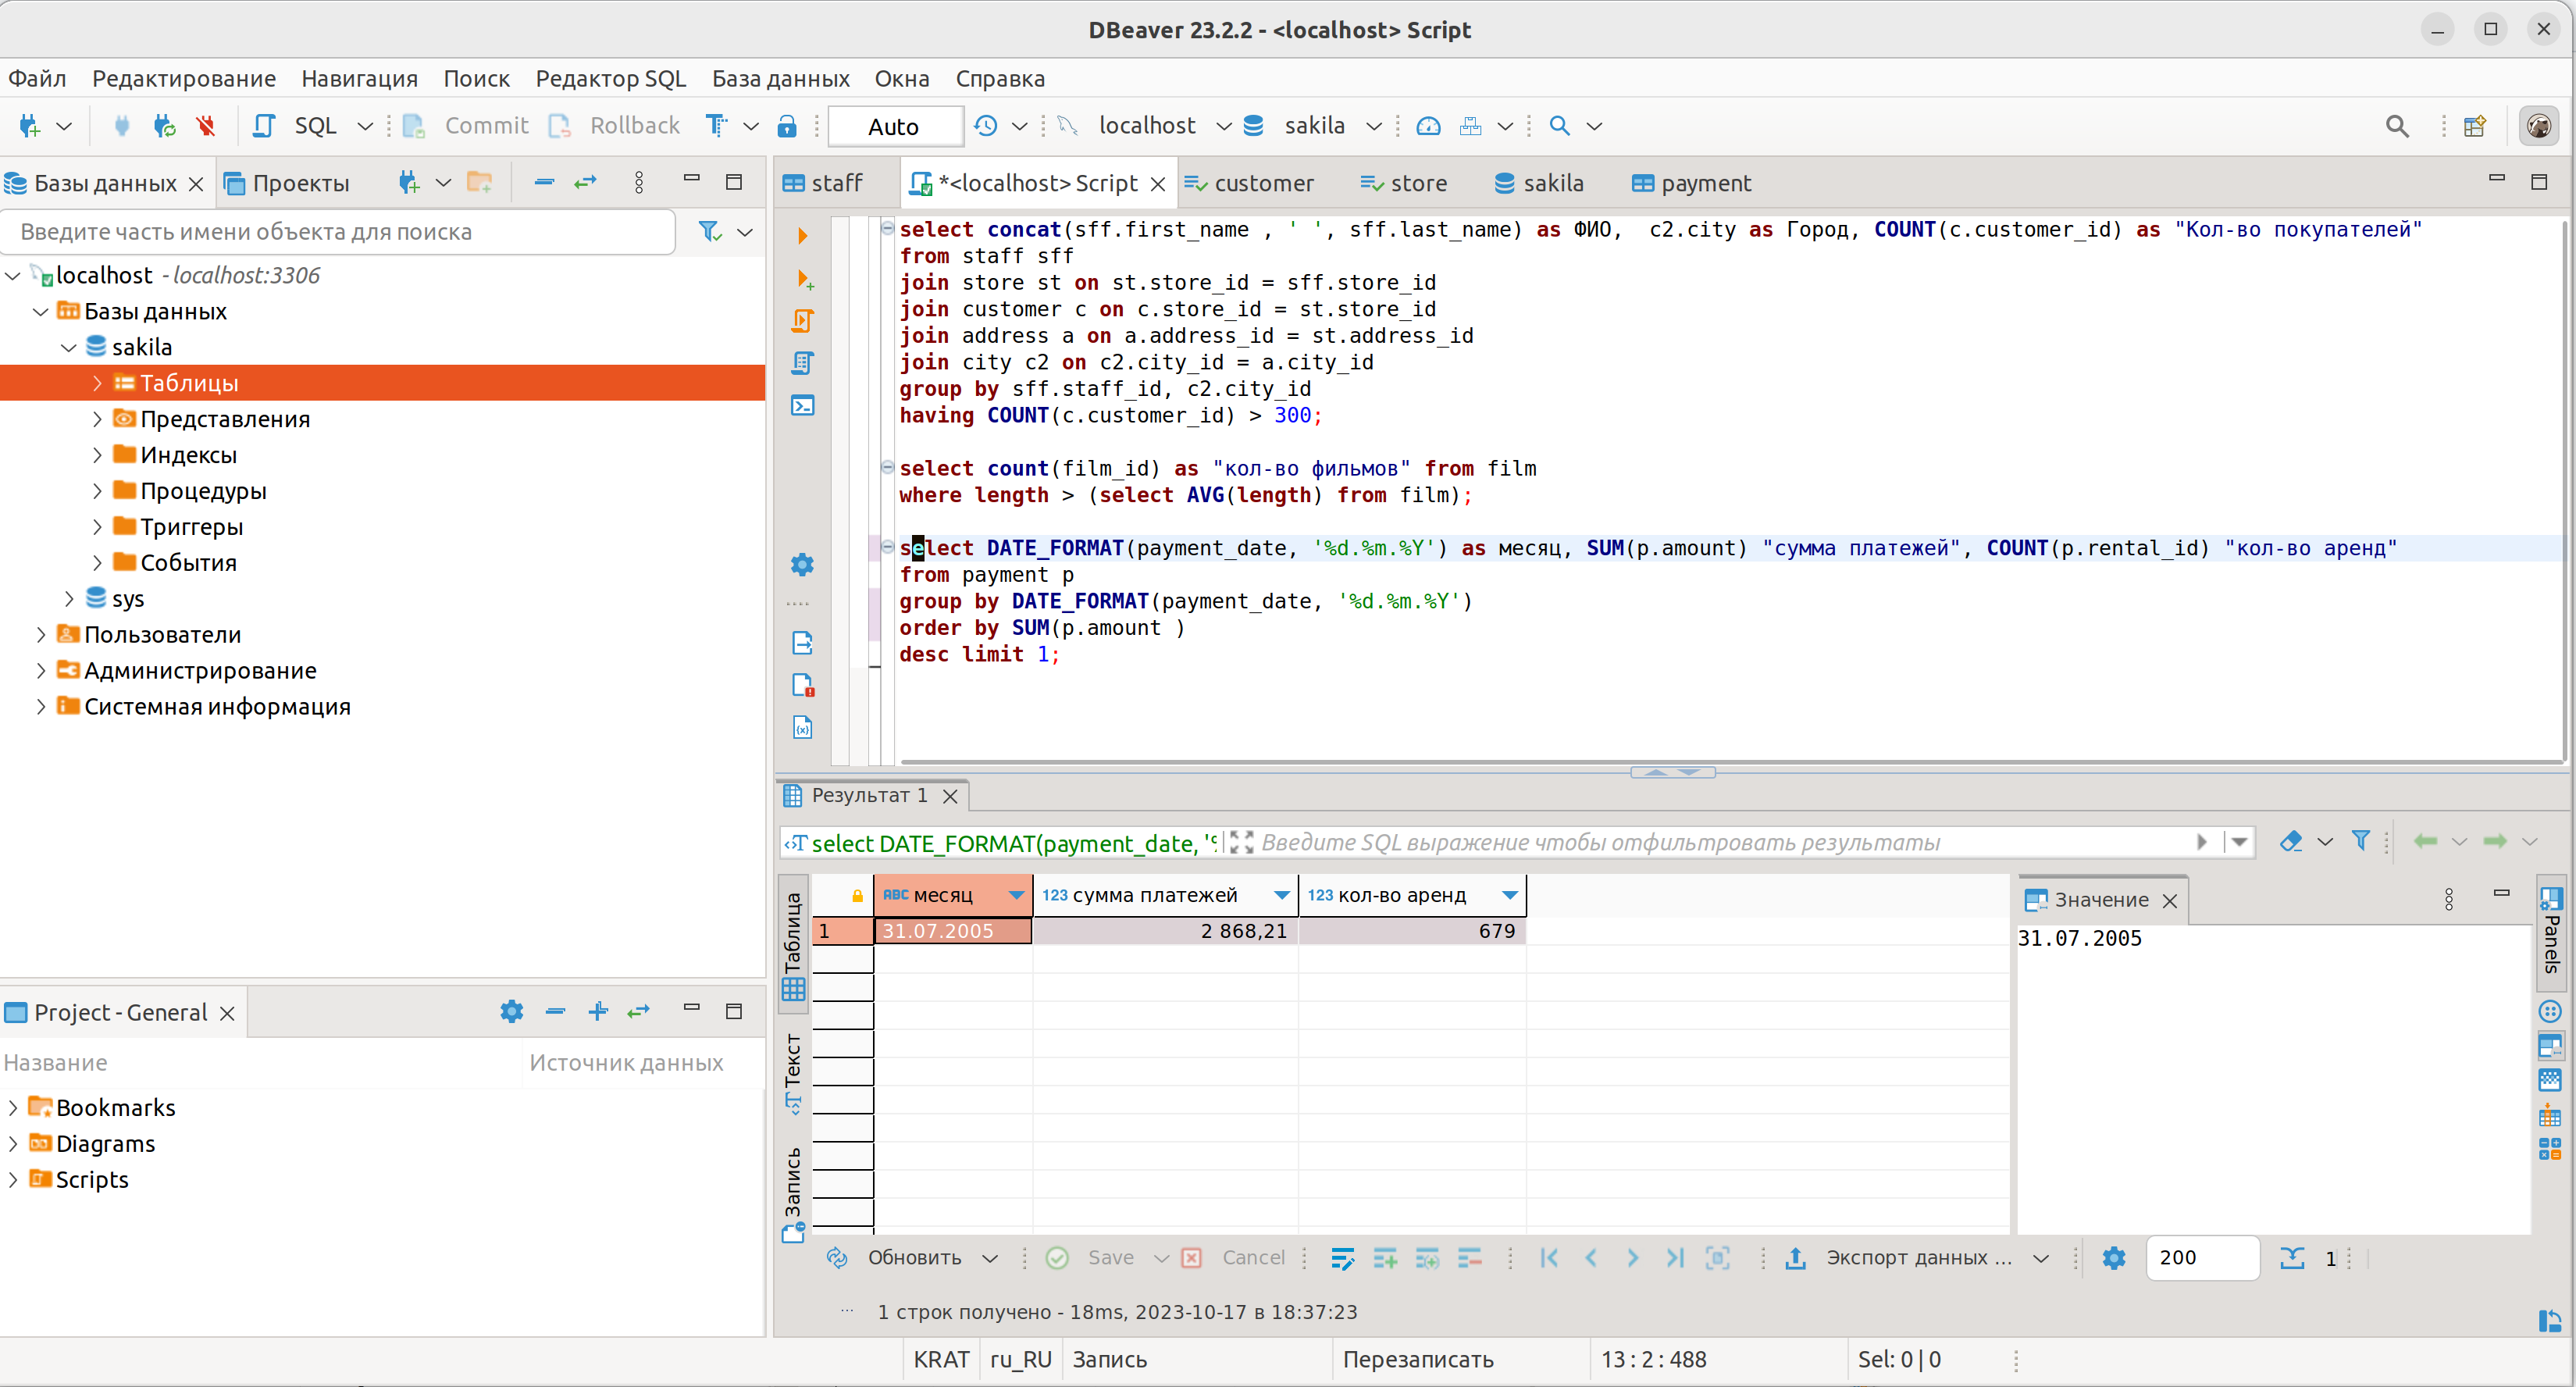 DBeaver 23.2.2 - <localhost> Script
Файл Редактирование Навигация Поиск Редактор SQL База данных Окна Справка
SQL Commit Rollback Auto localhost sakila
Базы данных Проекты
Введите часть имени объекта для поиска
localhost - localhost:3306
Базы данных
sakila
Таблицы
Представления
Индексы
Процедуры
Триггеры
События
sys
Пользователи
Администрирование
Системная информация
Project - General
Название Источник данных
Bookmarks
Diagrams
Scripts
staff *<localhost> Script customer store sakila payment
select concat(sff.first_name , ' ', sff.last_name) as ФИО,  c2.city as Город, COUNT(c.customer_id) as "Кол-во покупателей"
from staff sff
join store st on st.store_id = sff.store_id
join customer c on c.store_id = st.store_id
join address a on a.address_id = st.address_id
join city c2 on c2.city_id = a.city_id
group by sff.staff_id, c2.city_id
having COUNT(c.customer_id) > 300;
select count(film_id) as "кол-во фильмов" from film
where length > (select AVG(length) from film);
select DATE_FORMAT(payment_date, '%d.%m.%Y') as месяц, SUM(p.amount) "сумма платежей", COUNT(p.rental_id) "кол-во аренд"
from payment p
group by DATE_FORMAT(payment_date, '%d.%m.%Y')
order by SUM(p.amount )
desc limit 1;
Результат 1
select DATE_FORMAT(payment_date, '% Введите SQL выражение чтобы отфильтровать результаты
Таблица
Текст
Запись
ABC месяц 123 сумма платежей 123 кол-во аренд
1 31.07.2005 2 868,21 679
Значение
31.07.2005
Panels
Обновить Save Cancel Экспорт данных ... 200 1
... 1 строк получено - 18ms, 2023-10-17 в 18:37:23
KRAT ru_RU Запись Перезаписать 13 : 2 : 488 Sel: 0 | 0